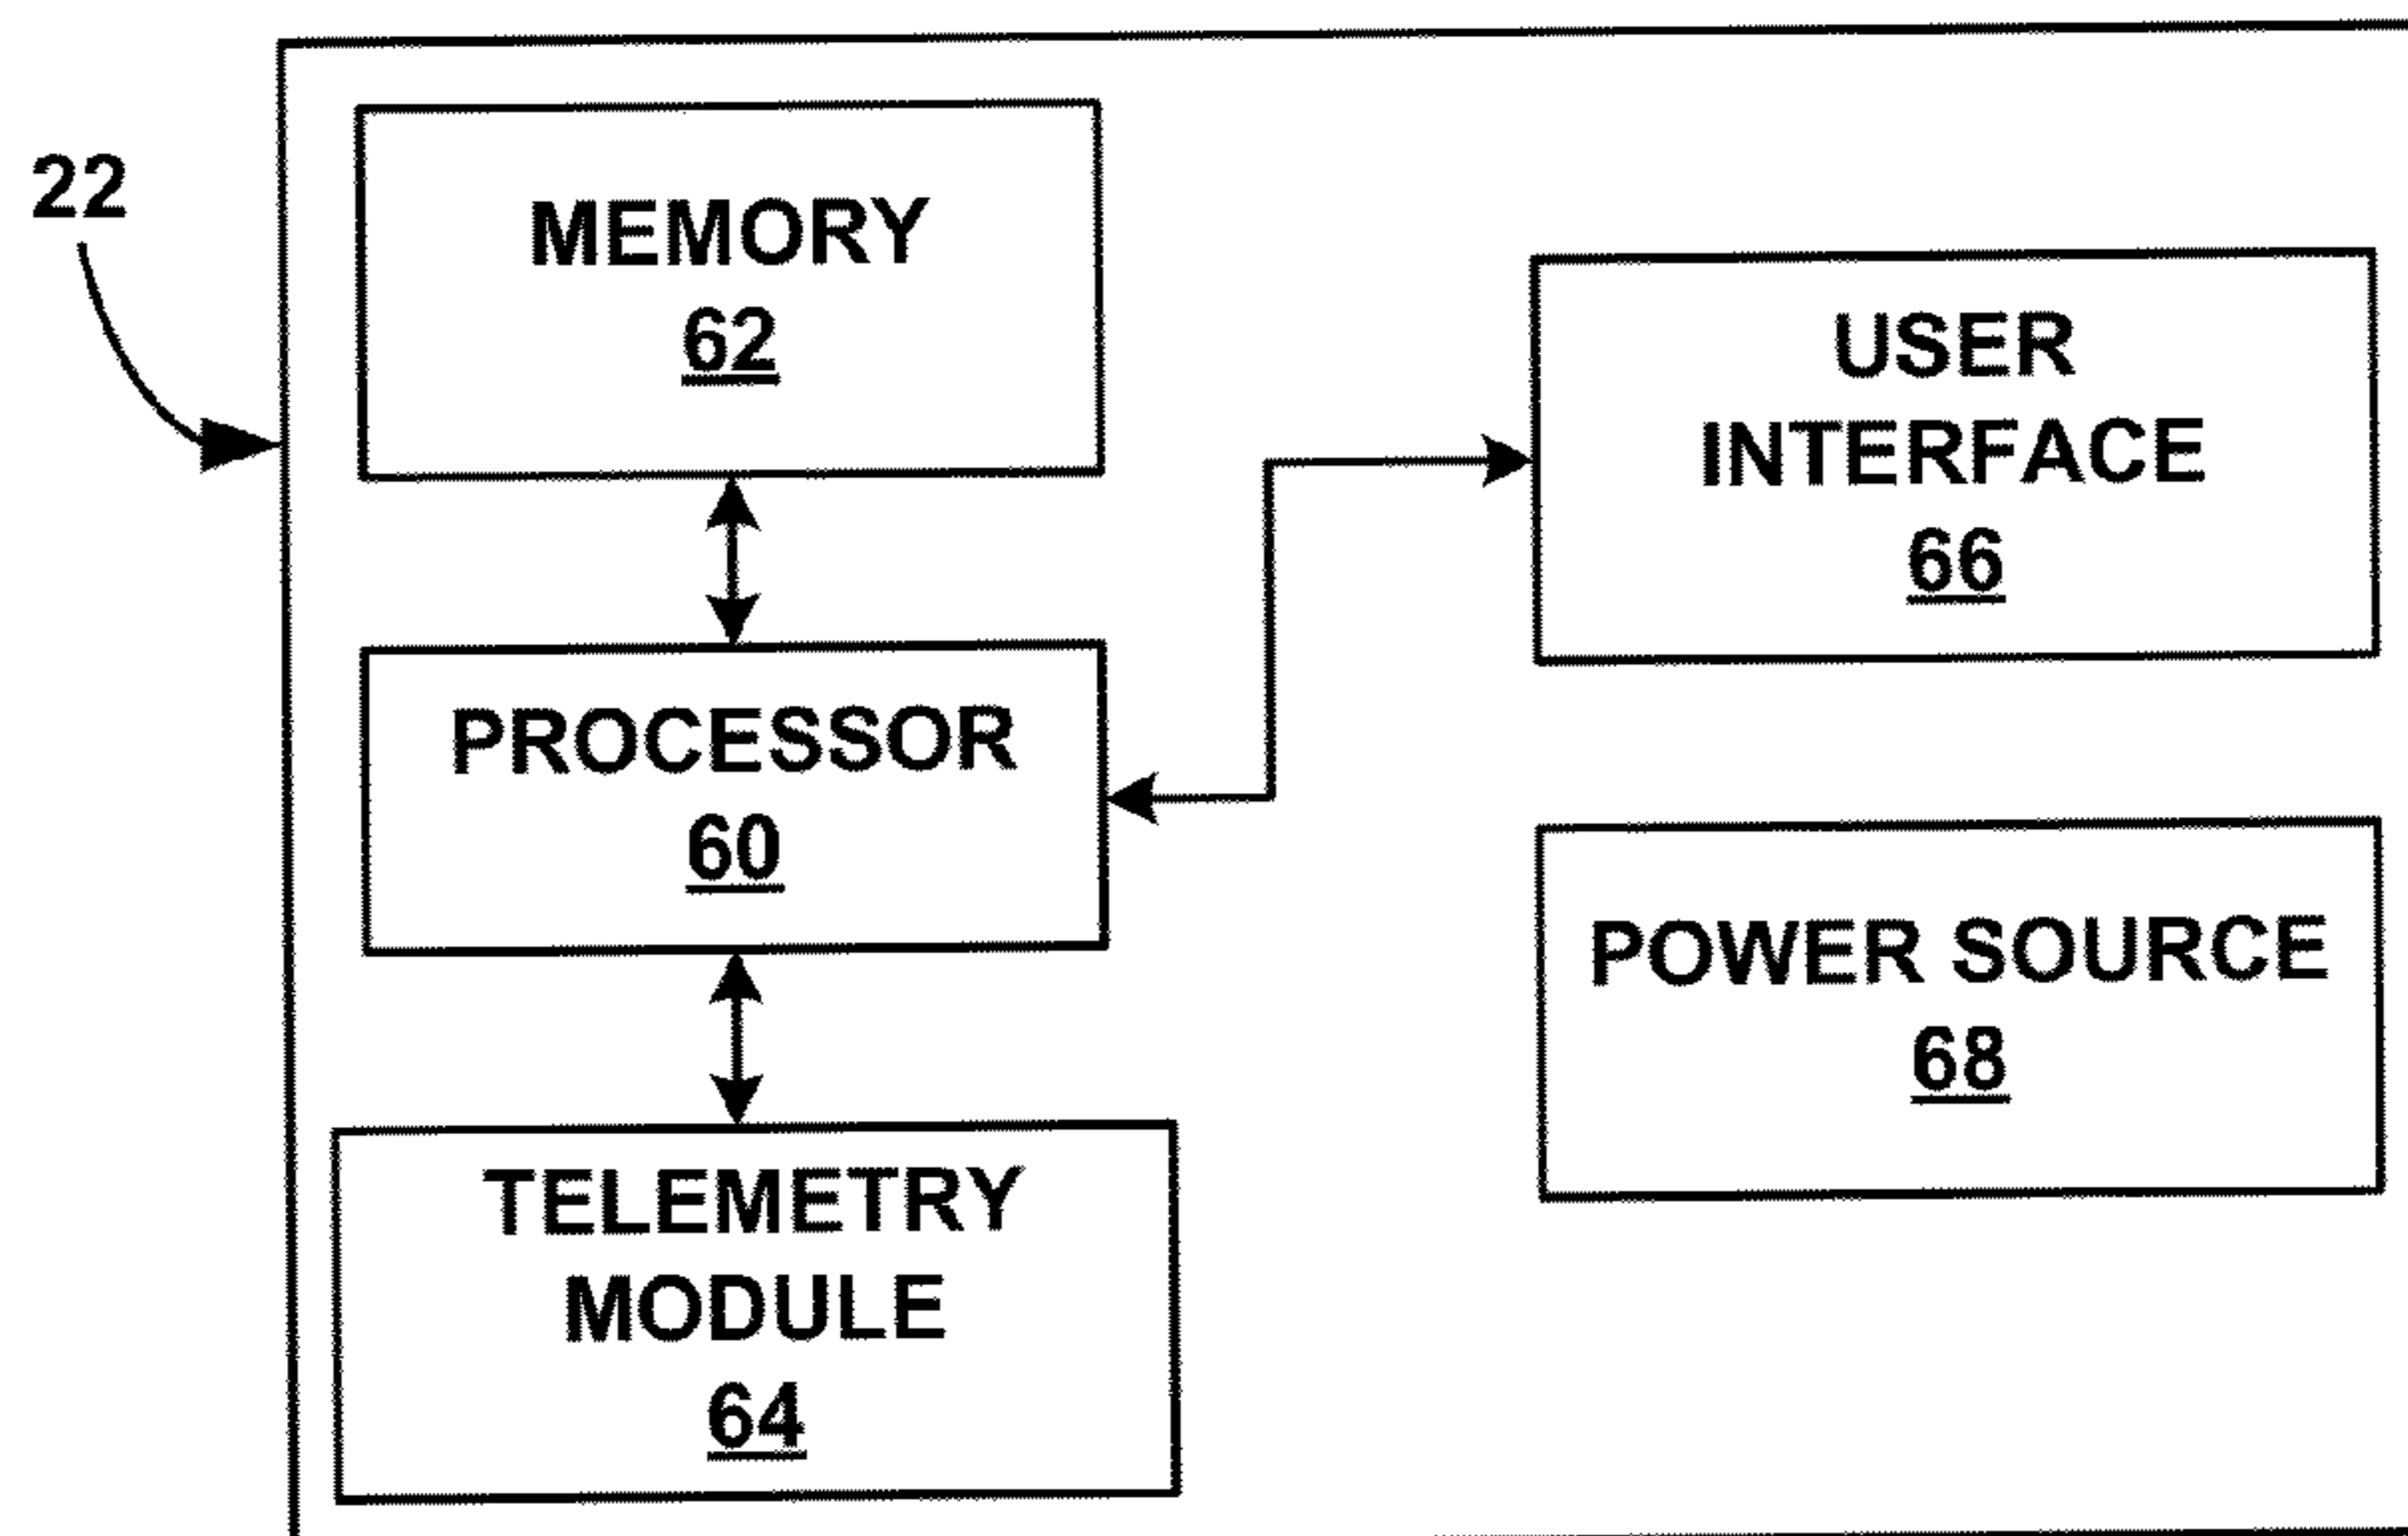 22
MEMORY
62
USER
INTERFACE
66
PROCESSOR
60
POWER SOURCE
68
TELEMETRY
MODULE
64